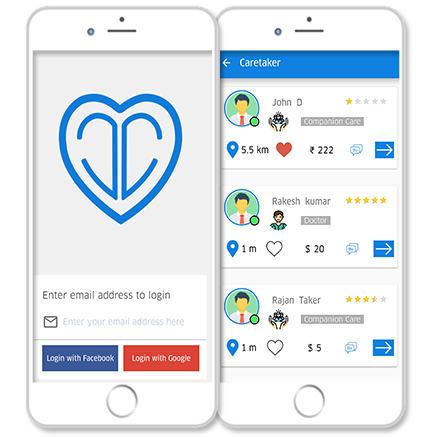 Enter email address to login
Enter your email address here
Login with Facebook
Login with Google
Caretaker
John D
Companion Care
5.5 km
₹ 222
Rakesh kumar
Doctor
1 m
$ 20
Rajan Taker
Companion Care
1 m
$ 5